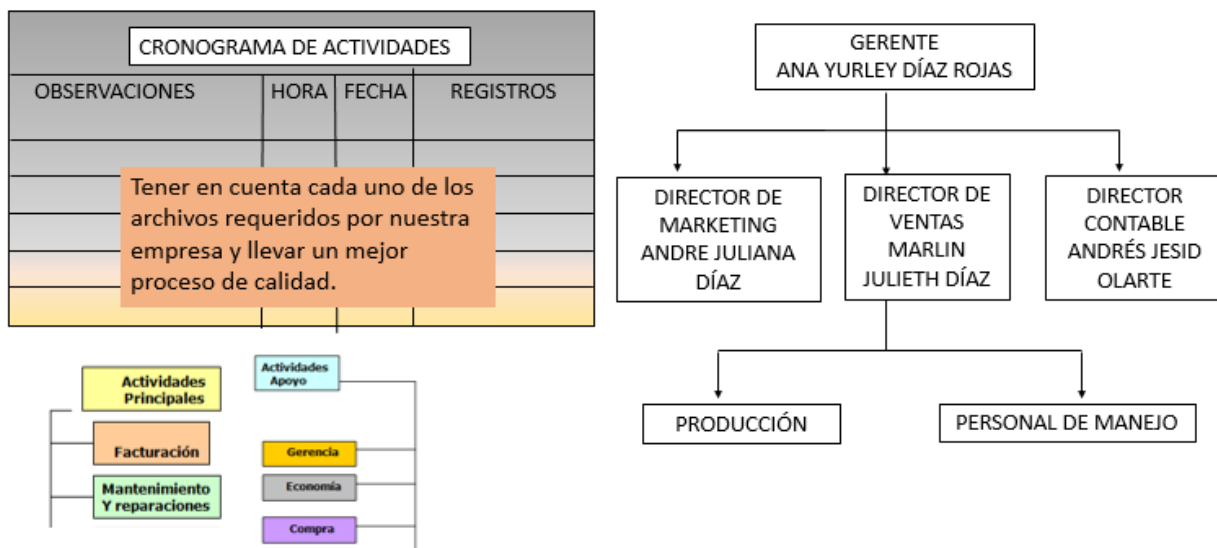 CRONOGRAMA DE ACTIVIDADES
OBSERVACIONES HORA FECHA REGISTROS
Tener en cuenta cada uno de los
archivos requeridos por nuestra
empresa y llevar un mejor
proceso de calidad.
Actividades
Principales
Facturación
Mantenimiento
Y reparaciones
Actividades
Apoyo
Gerencia
Economía
Compra
GERENTE
ANA YURLEY DÍAZ ROJAS
DIRECTOR DE
MARKETING
ANDRE JULIANA
DÍAZ
DIRECTOR DE
VENTAS
MARLIN
JULIETH DÍAZ
DIRECTOR
CONTABLE
ANDRÉS JESID
OLARTE
PRODUCCIÓN
PERSONAL DE MANEJO